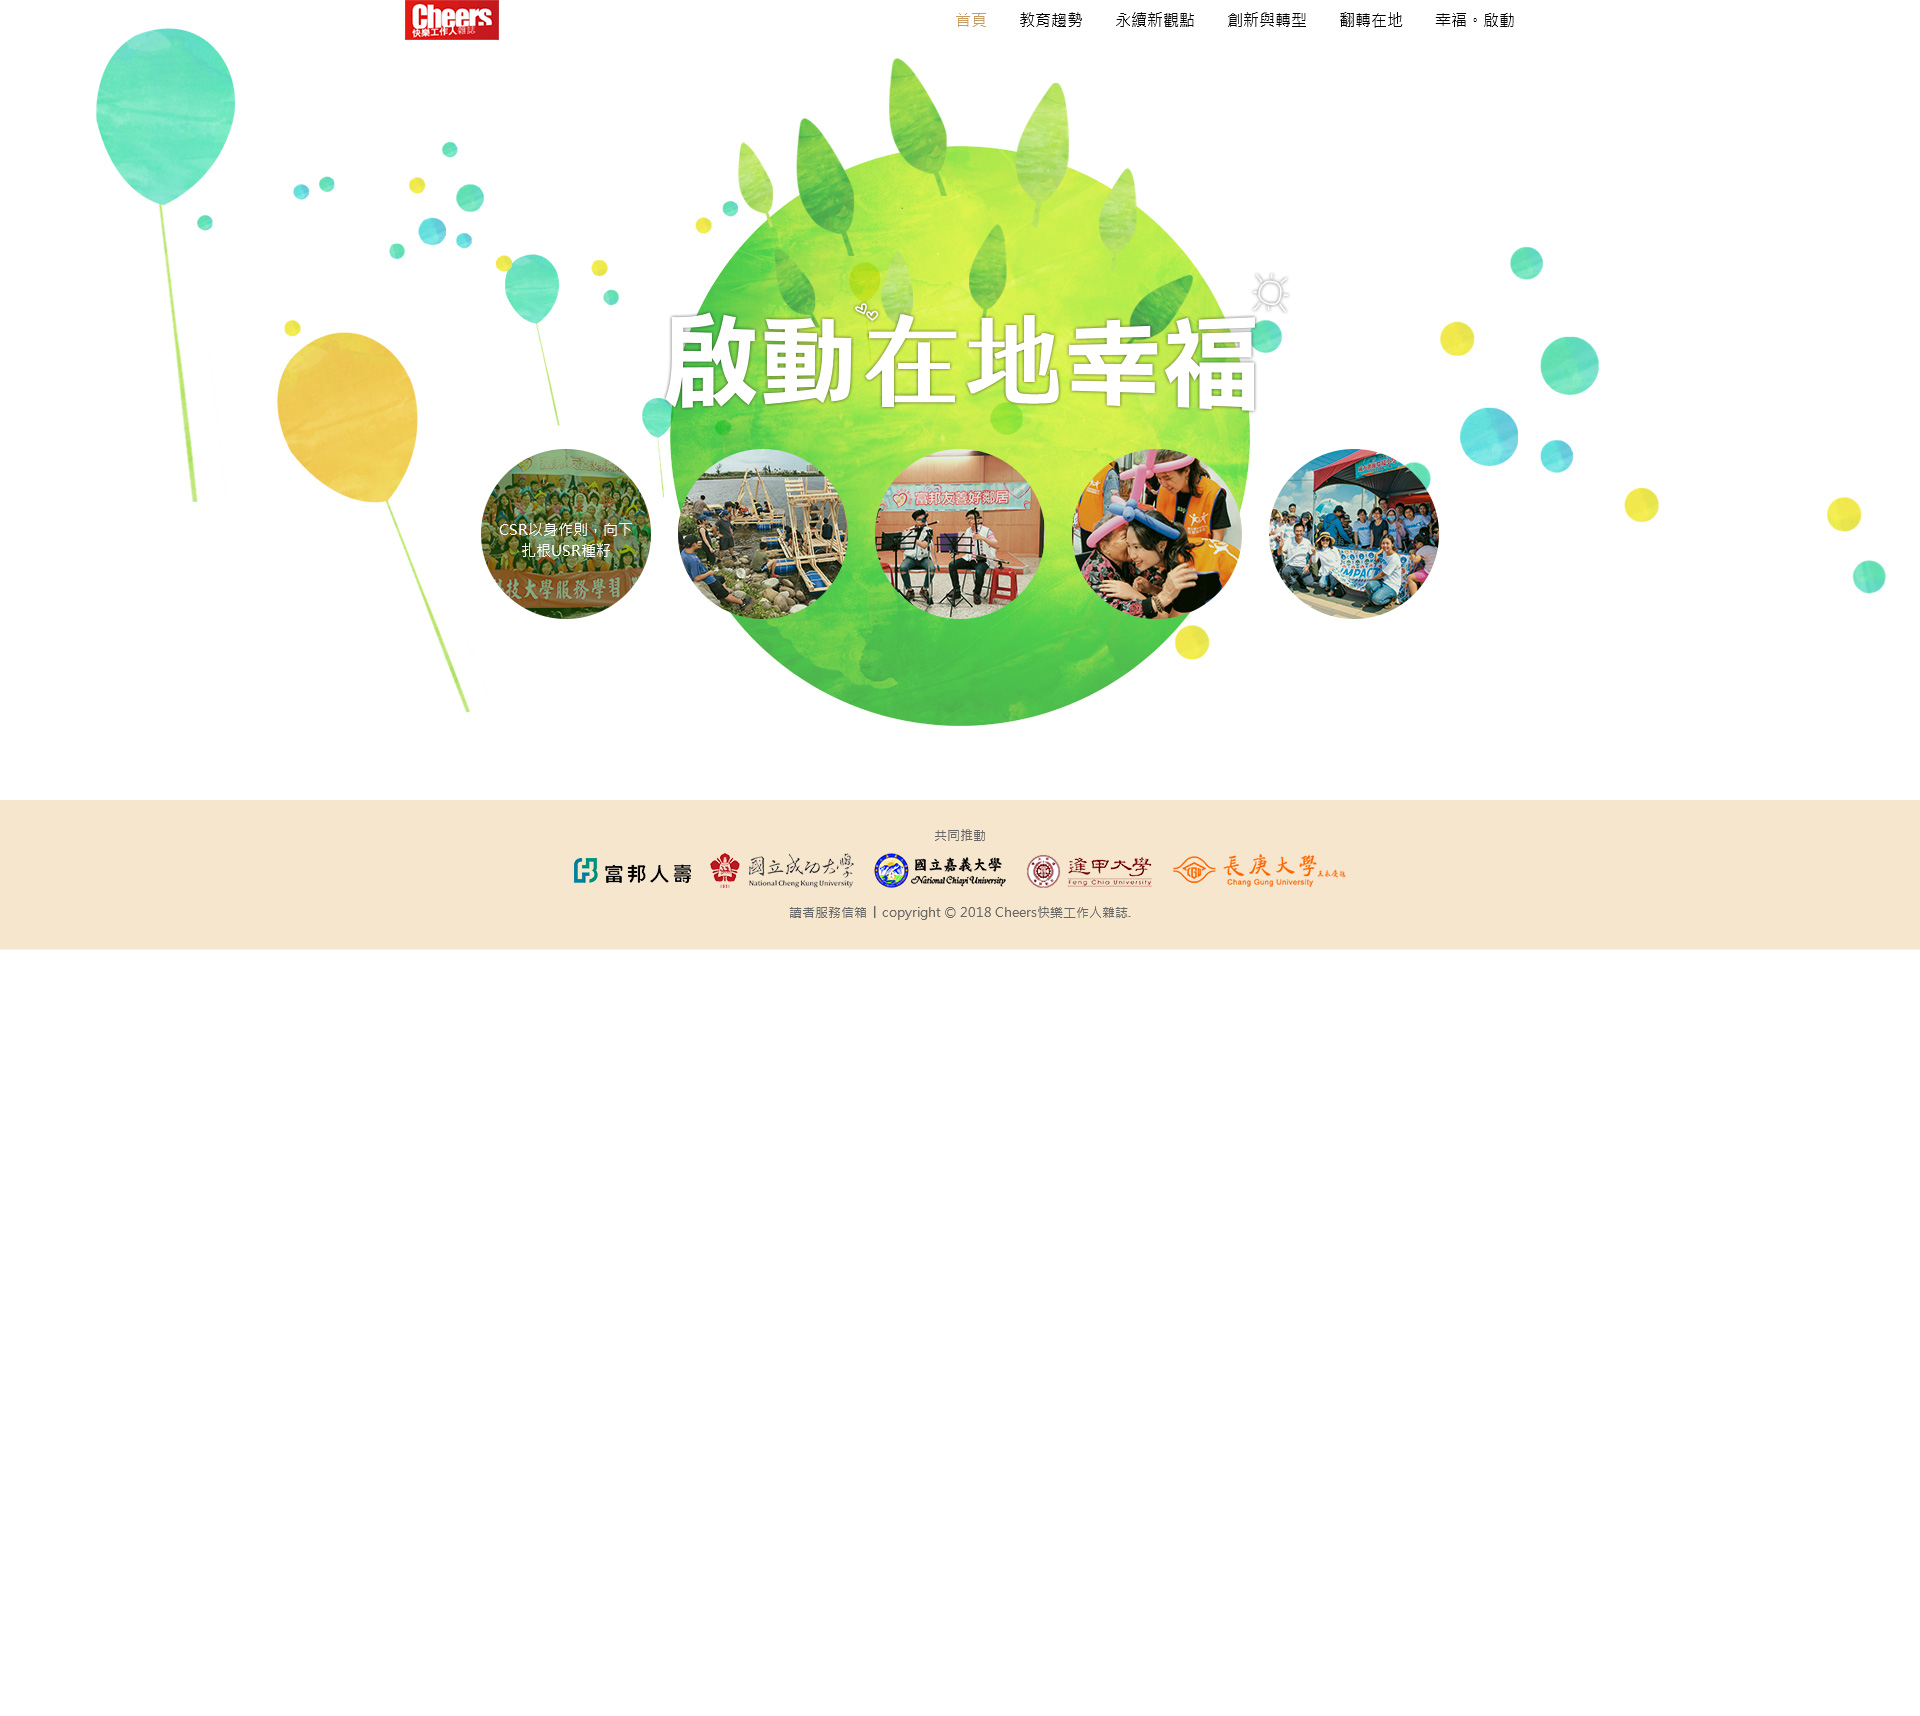 Cheers
快樂工作人雜誌
首頁 教育趨勢 永續新觀點 創新與轉型 翻轉在地 幸福。啟動
啟動在地幸福
CSR以身作則，向下
扎根USR種籽
技大學服務學習
富邦友善好鄰居
IMPACT
共同推動
富邦人壽
國立成功大學
National Cheng Kung University
1931
國立嘉義大學
National Chiayi University
逢甲大學
Feng Chia University
長庚大學
Chang Gung University
讀者服務信箱 | copyright © 2018 Cheers快樂工作人雜誌.